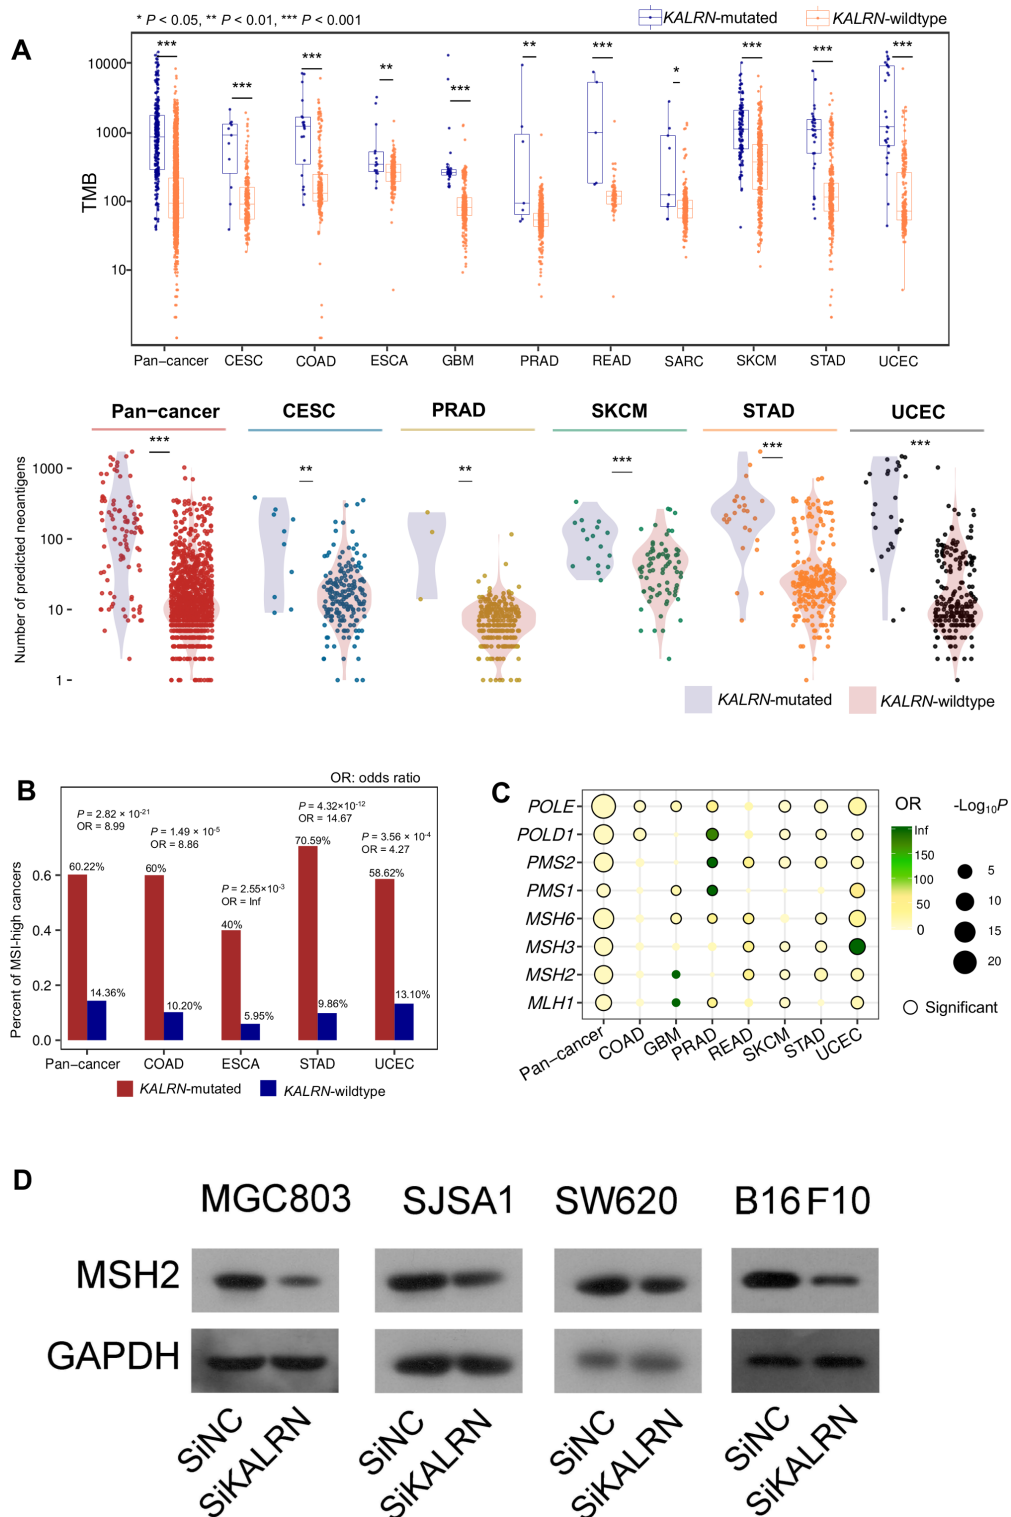 * P < 0.05, ** P < 0.01, *** P < 0.001
KALRN-mutated
KALRN-wildtype
A
*** *** *** ** *** ** *** * *** *** ***
TMB
10000
1000
100
10
Pan−cancer CESC COAD ESCA GBM PRAD READ SARC SKCM STAD UCEC
Pan−cancer CESC PRAD SKCM STAD UCEC
*** ** ** *** *** ***
Number of predicted neoantigens
1000
100
10
1
KALRN-mutated KALRN-wildtype
B
OR: odds ratio
P = 2.82 × 10-21
OR = 8.99
P = 1.49 × 10-5
OR = 8.86
P = 2.55×10-3
OR = Inf
P = 4.32×10-12
OR = 14.67
P = 3.56 × 10-4
OR = 4.27
Percent of MSI-high cancers
0.6
0.4
0.2
0.0
60.22% 14.36%
60% 10.20%
40% 5.95%
70.59% 9.86%
58.62% 13.10%
Pan−cancer COAD ESCA STAD UCEC
KALRN-mutated KALRN-wildtype
C
POLE
POLD1
PMS2
PMS1
MSH6
MSH3
MSH2
MLH1
Pan−cancer COAD GBM PRAD READ SKCM STAD UCEC
OR
Inf
150
100
50
0
-Log10P
5
10
15
20
Significant
D
MGC803 SJSA1 SW620 B16F10
MSH2
GAPDH
SiNC SiKALRN SiNC SiKALRN SiNC SiKALRN SiNC SiKALRN